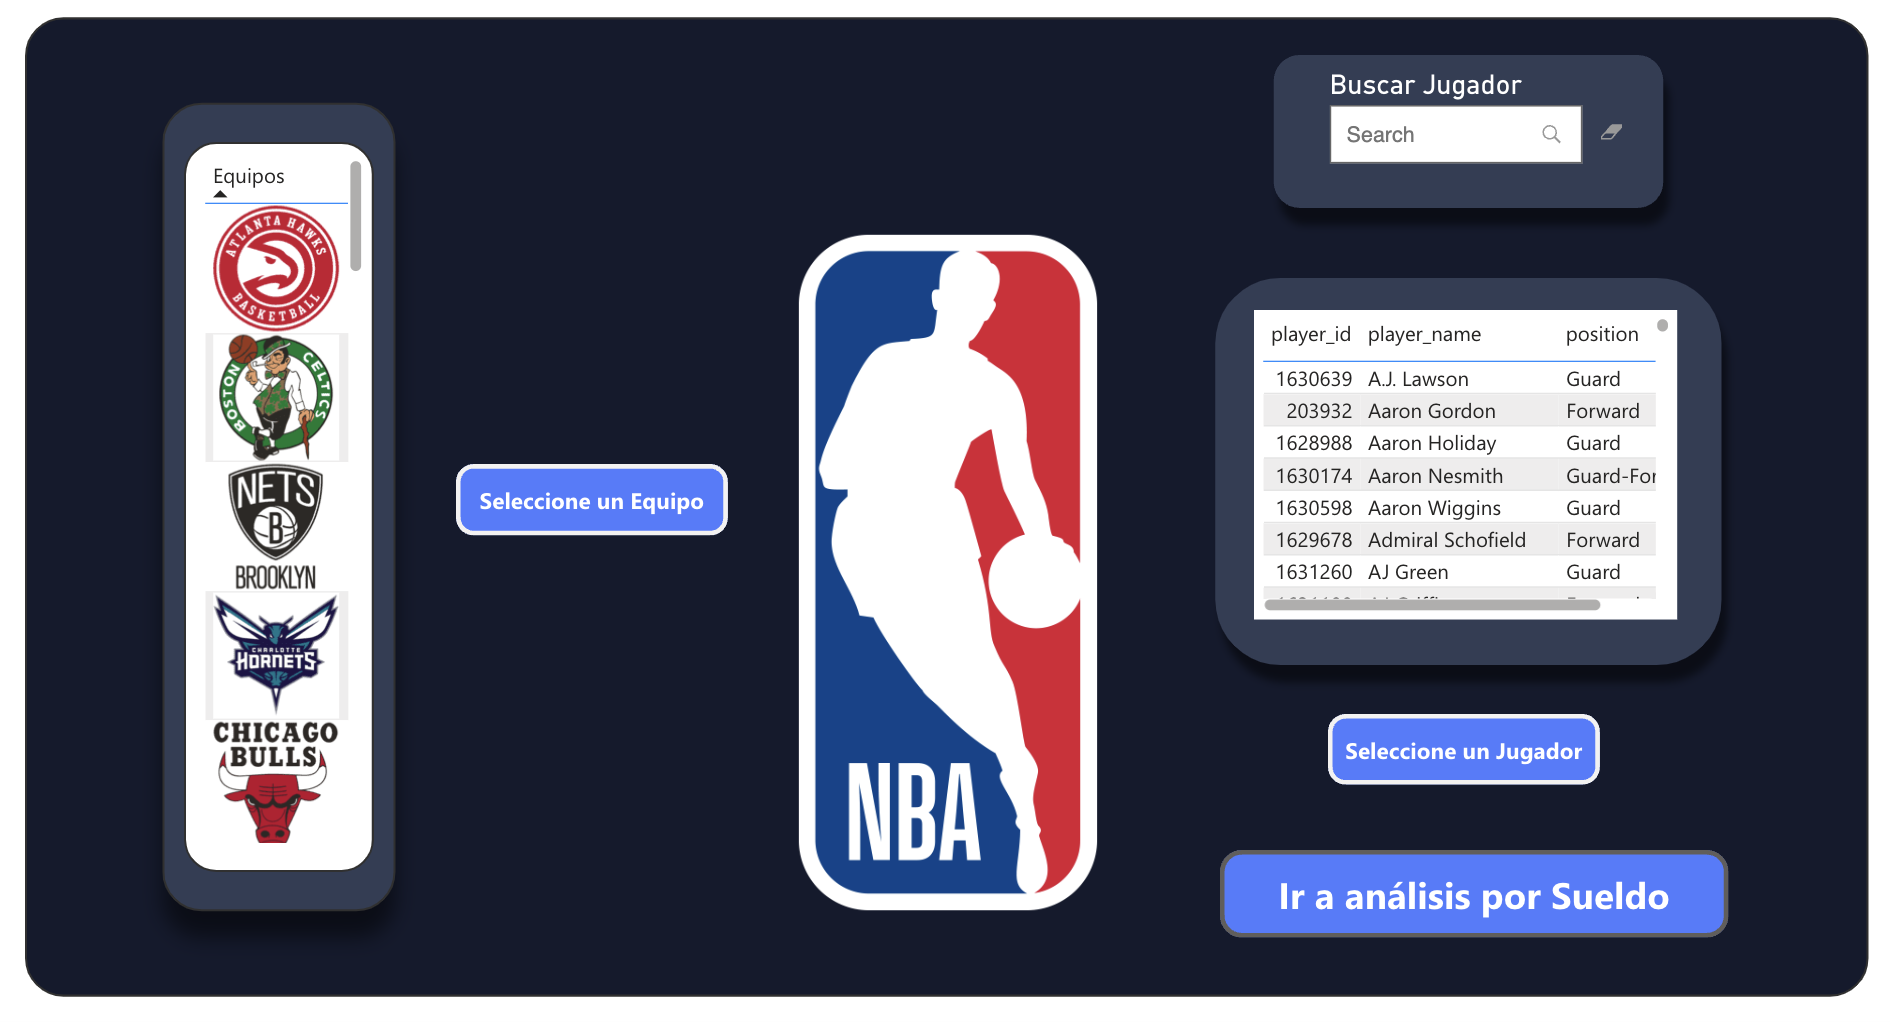 Equipos
ATLANTA HAWKS
BASKETBALL
BOSTON
CELTICS
NETS
B
BROOKLYN
CHARLOTTE
HORNETS
CHICAGO
BULLS
Seleccione un Equipo
NBA
Buscar Jugador
Search
player_id player_name position
1630639 A.J. Lawson Guard
203932 Aaron Gordon Forward
1628988 Aaron Holiday Guard
1630174 Aaron Nesmith Guard-For
1630598 Aaron Wiggins Guard
1629678 Admiral Schofield Forward
1631260 AJ Green Guard
Seleccione un Jugador
Ir a análisis por Sueldo